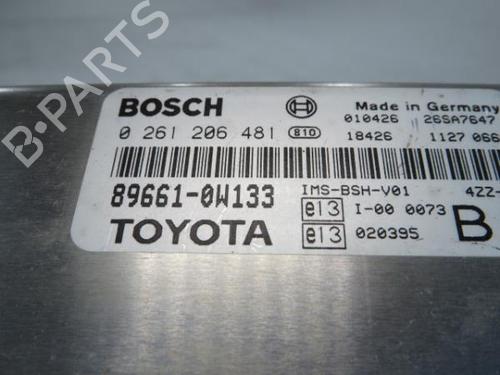 BOSCH
Made in Germany
010426 26SA7647
0 261 206 481 810
18426 1127 066
89661-0W133
IMS-BSH-V01 4ZZ-
e13 I-00 0073 B
TOYOTA
e13 020395
B-PARTS